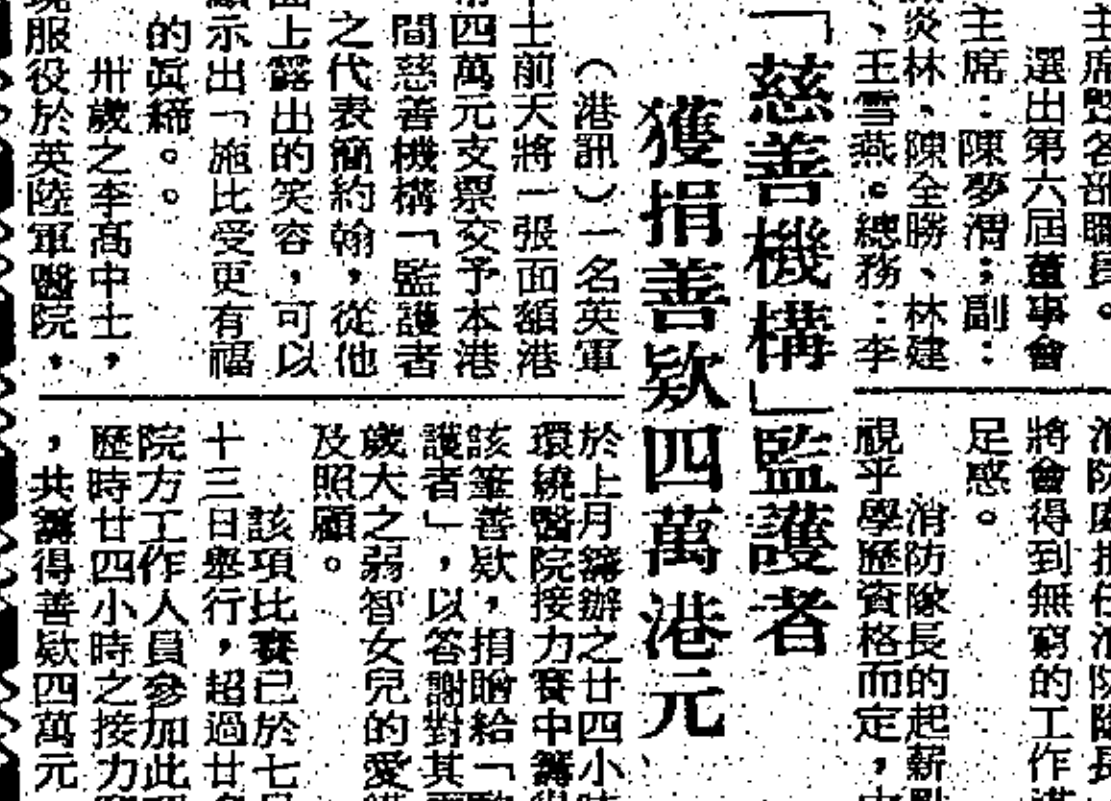 選出第六屆董事會
主席：陳夢渭；副：
炎林、陳全勝、林建
、王雪燕。總務：李
將會得到無窮的工作
足惑。
消防隊長的起薪
視乎學歷資格而定，
「慈善機構」監護者
獲捐善欵四萬港元
（港訊）一名英軍
士前天將一張面額港
四萬元支票交予本港
間慈善機構「監護者
之代表簡約翰，從他
面上露出的笑容，可以
顯示出「施比受更有福
的眞締。。
卅歲之李高中士，
現服役於英陸軍醫院，
於上月籌辦之廿四小時
環繞醫院接力賽中籌得
該筆善欵，捐贈給「監
護者」，以答謝對其
歲大之弱智女兒的愛護
及照顧。
該項比賽已於七月
十三日舉行，超過廿
院方工作人員參加此
歷時廿四小時之接力
，共籌得善欵四萬元